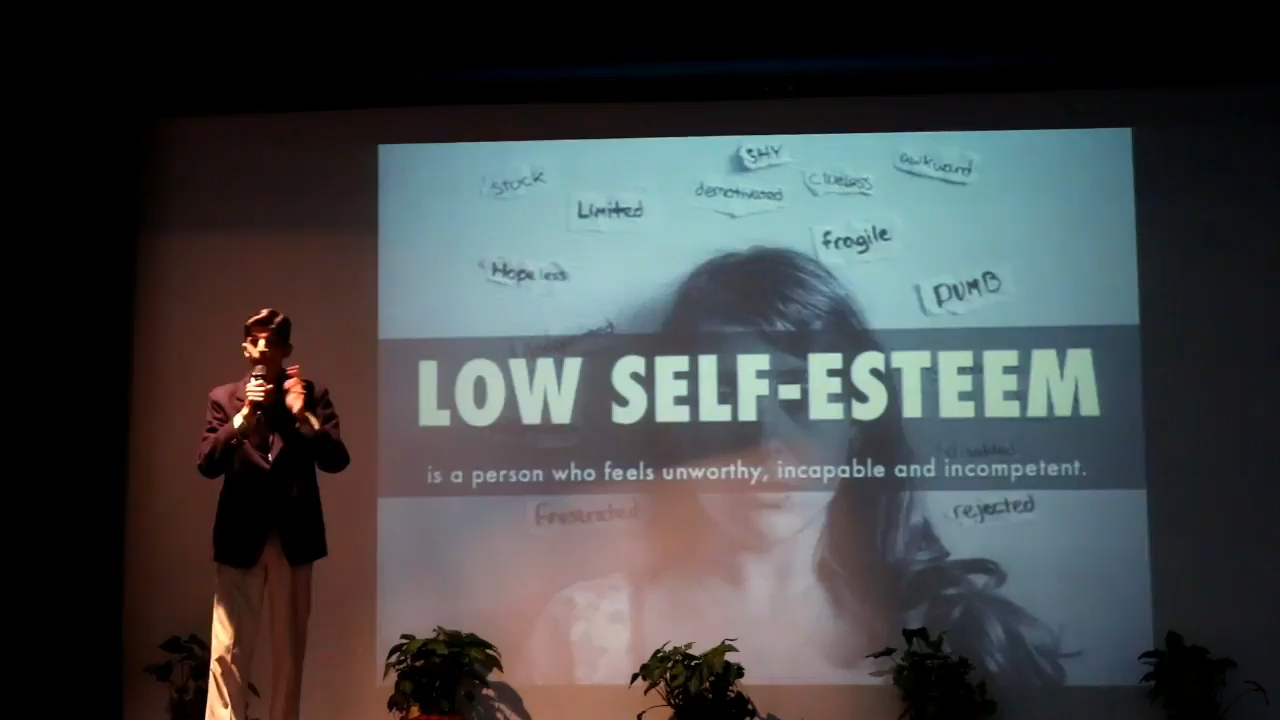 SHY
stuck
awkward
demotivated
clueless
Limited
fragile
Hopeless
DUMB
LOW SELF-ESTEEM
is a person who feels unworthy, incapable and incompetent.
Frustrated
rejected